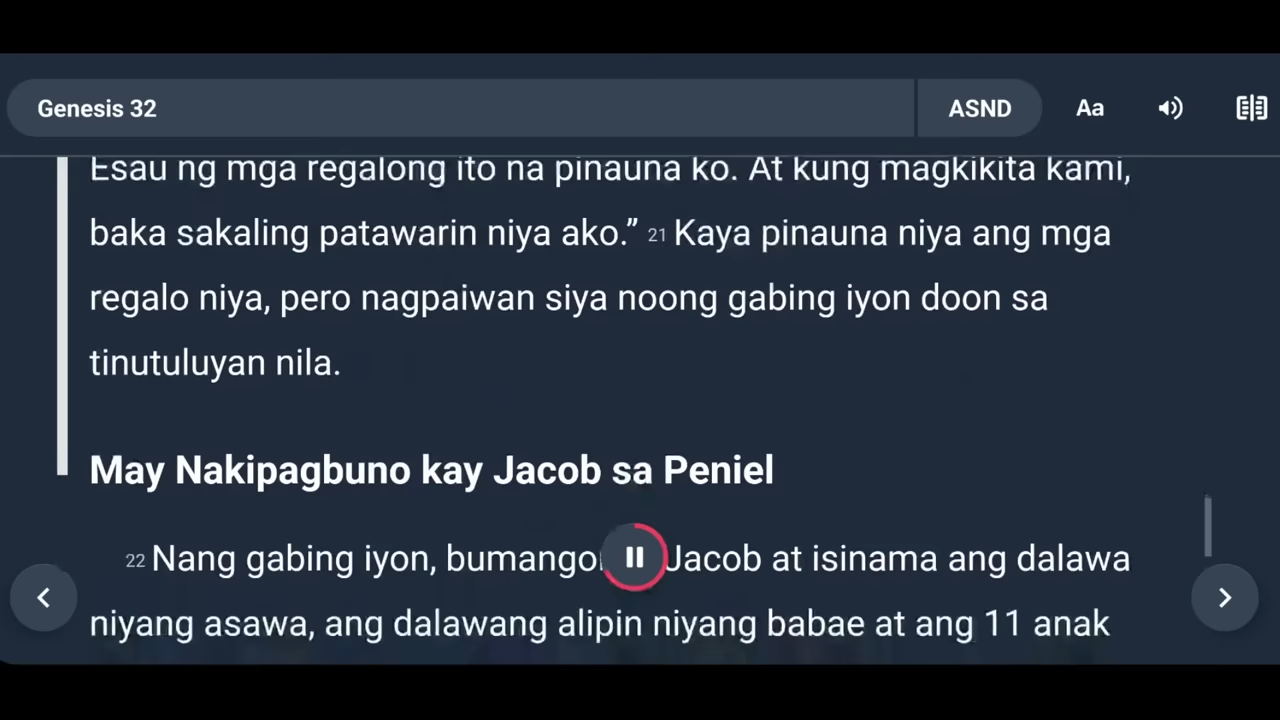 Genesis 32
ASND
Aa
Esau ng mga regalong ito na pinauna ko. At kung magkikita kami,
baka sakaling patawarin niya ako.” 21 Kaya pinauna niya ang mga
regalo niya, pero nagpaiwan siya noong gabing iyon doon sa
tinutuluyan nila.
May Nakipagbuno kay Jacob sa Peniel
22 Nang gabing iyon, Jacob at isinama ang dalawa
niyang asawa, ang dalawang alipin niyang babae at ang 11 anak